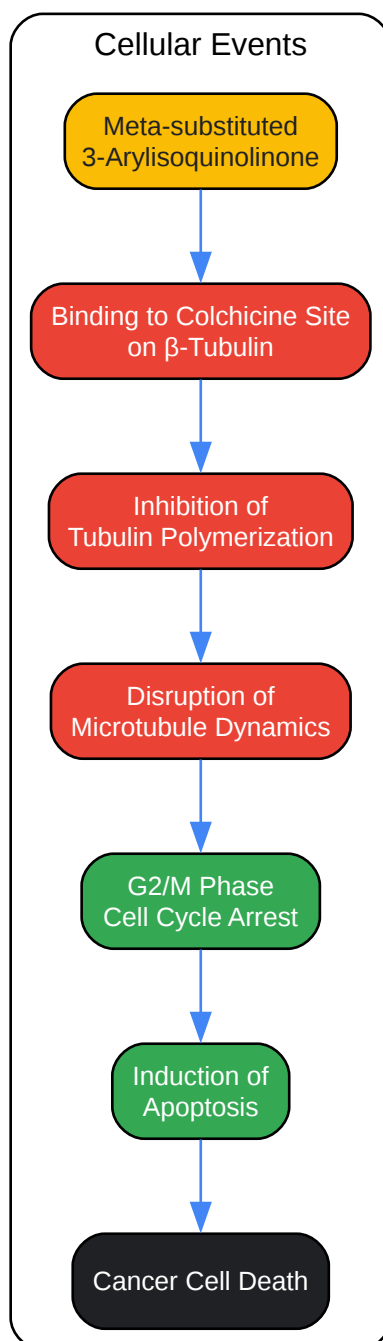 Cellular Events
Meta-substituted
3-Arylisoquinolinone
Binding to Colchicine Site
on β-Tubulin
Inhibition of
Tubulin Polymerization
Disruption of
Microtubule Dynamics
G2/M Phase
Cell Cycle Arrest
Induction of
Apoptosis
Cancer Cell Death